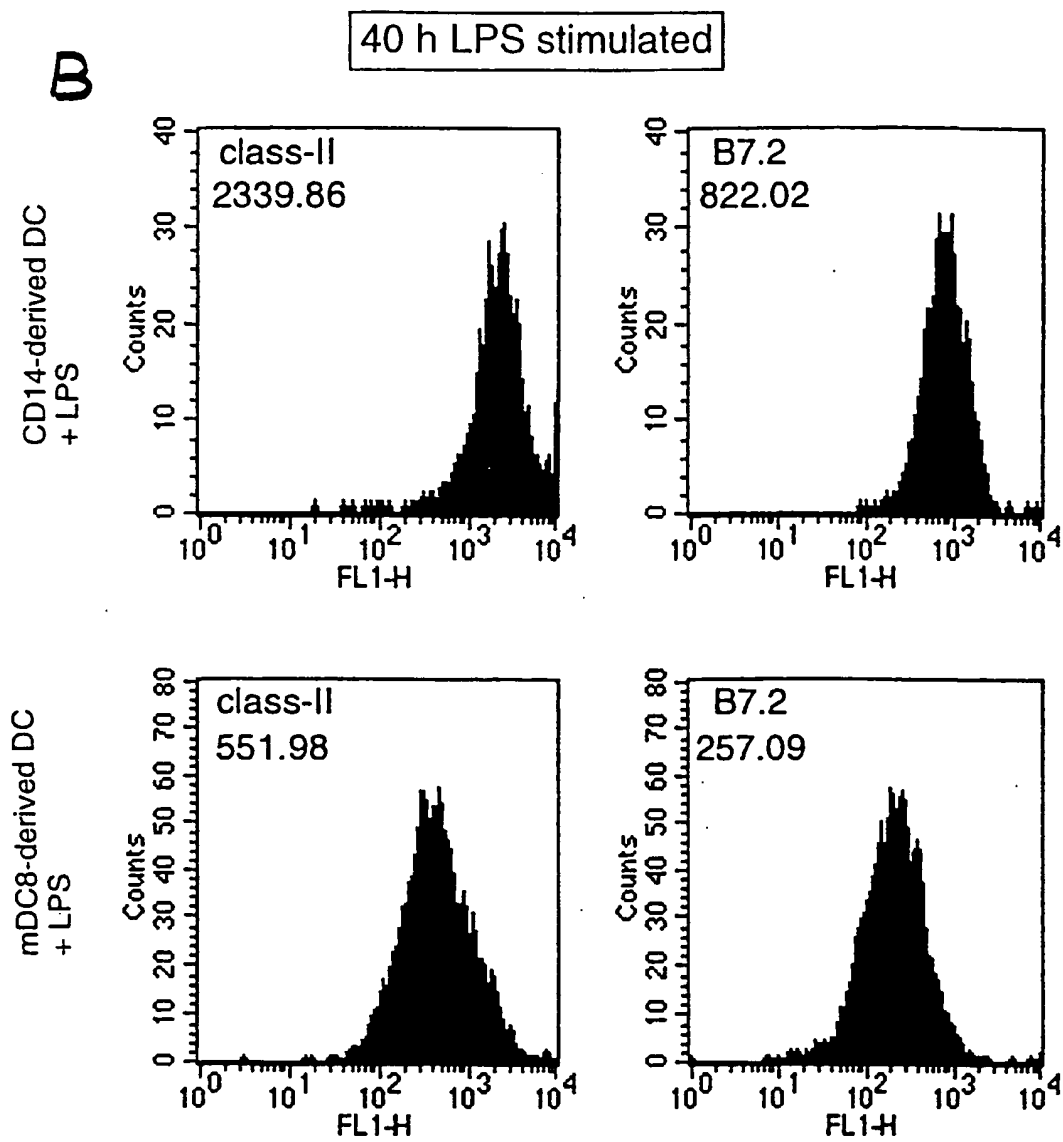 B
40 h LPS stimulated
CD14-derived DC
+ LPS
class-II
2339.86
Counts
40
30
20
10
0
10^0 10^1 10^2 10^3 10^4
FL1-H
B7.2
822.02
Counts
40
30
20
10
0
10^0 10^1 10^2 10^3 10^4
FL1-H
mDC8-derived DC
+ LPS
class-II
551.98
Counts
80
70
60
50
40
30
20
10
0
10^0 10^1 10^2 10^3 10^4
FL1-H
B7.2
257.09
Counts
80
70
60
50
40
30
20
10
0
10^0 10^1 10^2 10^3 10^4
FL1-H